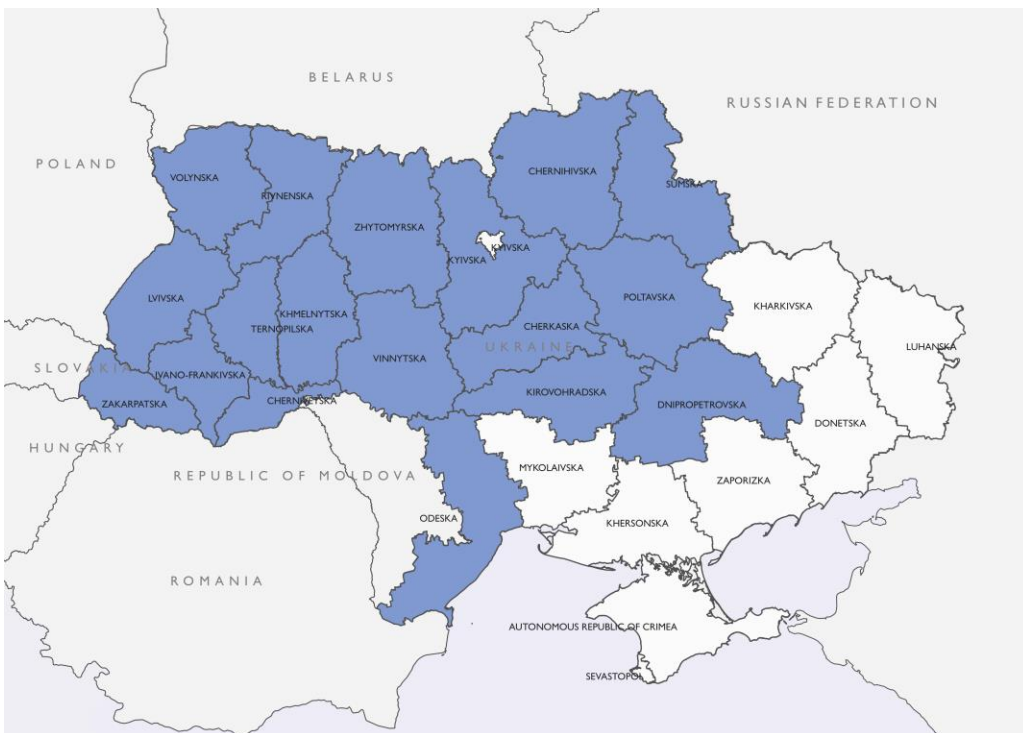 BELARUS
RUSSIAN FEDERATION
POLAND
CHERNIHIVSKA
VOLYNSKA
SUMSKA
RIVNENSKA
ZHYTOMYRSKA
KYIVSKA
KYIVSKA
LVIVSKA
POLTAVSKA
KHARKIVSKA
KHMELNYTSKA
TERNOPILSKA
CHERKASKA
UKRAINE
LUHANSKA
VINNYTSKA
SLOVAKIA
IVANO-FRANKIVSKA
KIROVOHRADSKA
CHERNIVETSKA
ZAKARPATSKA
DNIPROPETROVSKA
DONETSKA
HUNGARY
MYKOLAIVSKA
REPUBLIC OF MOLDOVA
ZAPORIZKA
ODESKA
KHERSONSKA
ROMANIA
AUTONOMOUS REPUBLIC OF CRIMEA
SEVASTOPOL